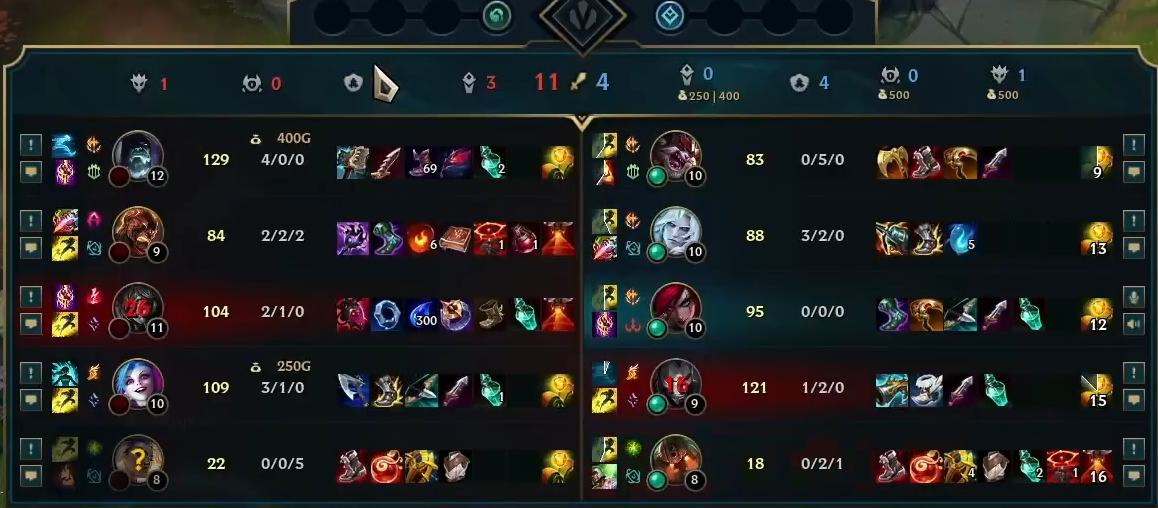 1 0 3 11 4 0 4 0 1
250 | 400 500 500
400G
129 4/0/0 83 0/5/0
12 69 2 10 9
84 2/2/2 88 3/2/0
9 6 1 1 10 5 13
26 104 2/1/0 95 0/0/0
11 300 10 12
250G
109 3/1/0 16 121 1/2/0
10 1 9 15
? 22 0/0/5 18 0/2/1
8 8 4 2 1 16